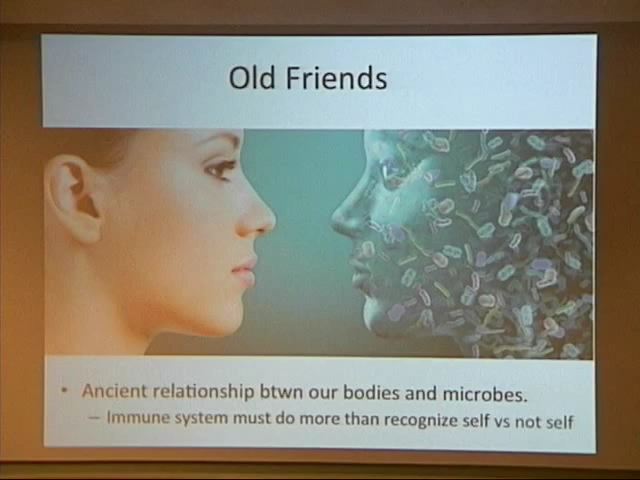 Old Friends
• Ancient relationship btwn our bodies and microbes.
– Immune system must do more than recognize self vs not self